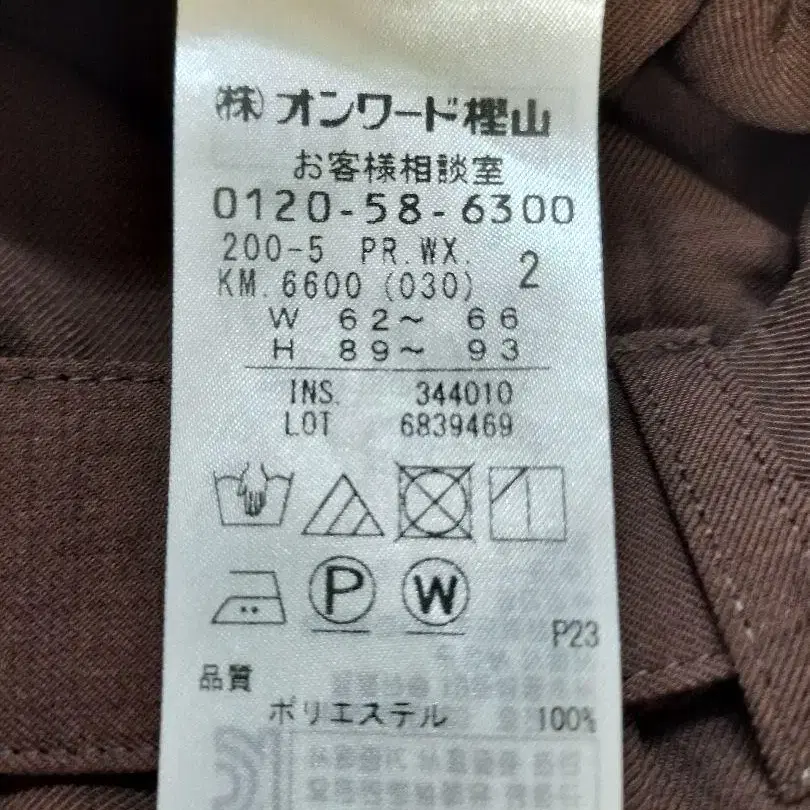 ㈱オンワード樫山
お客様相談室
0120-58-6300
200-5 PR.WX. 2
KM.6600(030)
W 62〜 66
H 89〜 93
INS. 344010
LOT 6839469
P
W
P23
品質
ポリエステル 100%